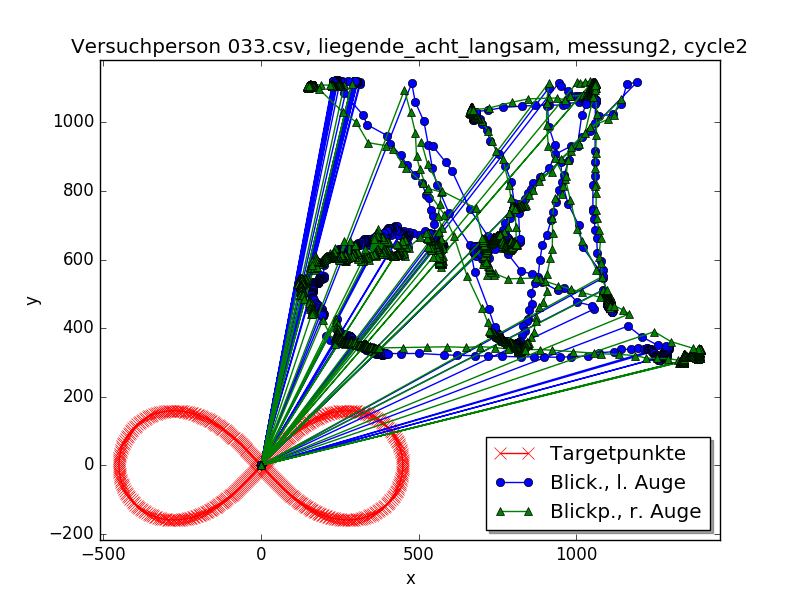 Versuchperson 033.csv, liegende_acht_langsam, messung2, cycle2
1000
800
600
400
200
0
−200
−500
0
500
1000
y
x
Targetpunkte
Blick., l. Auge
Blickp., r. Auge